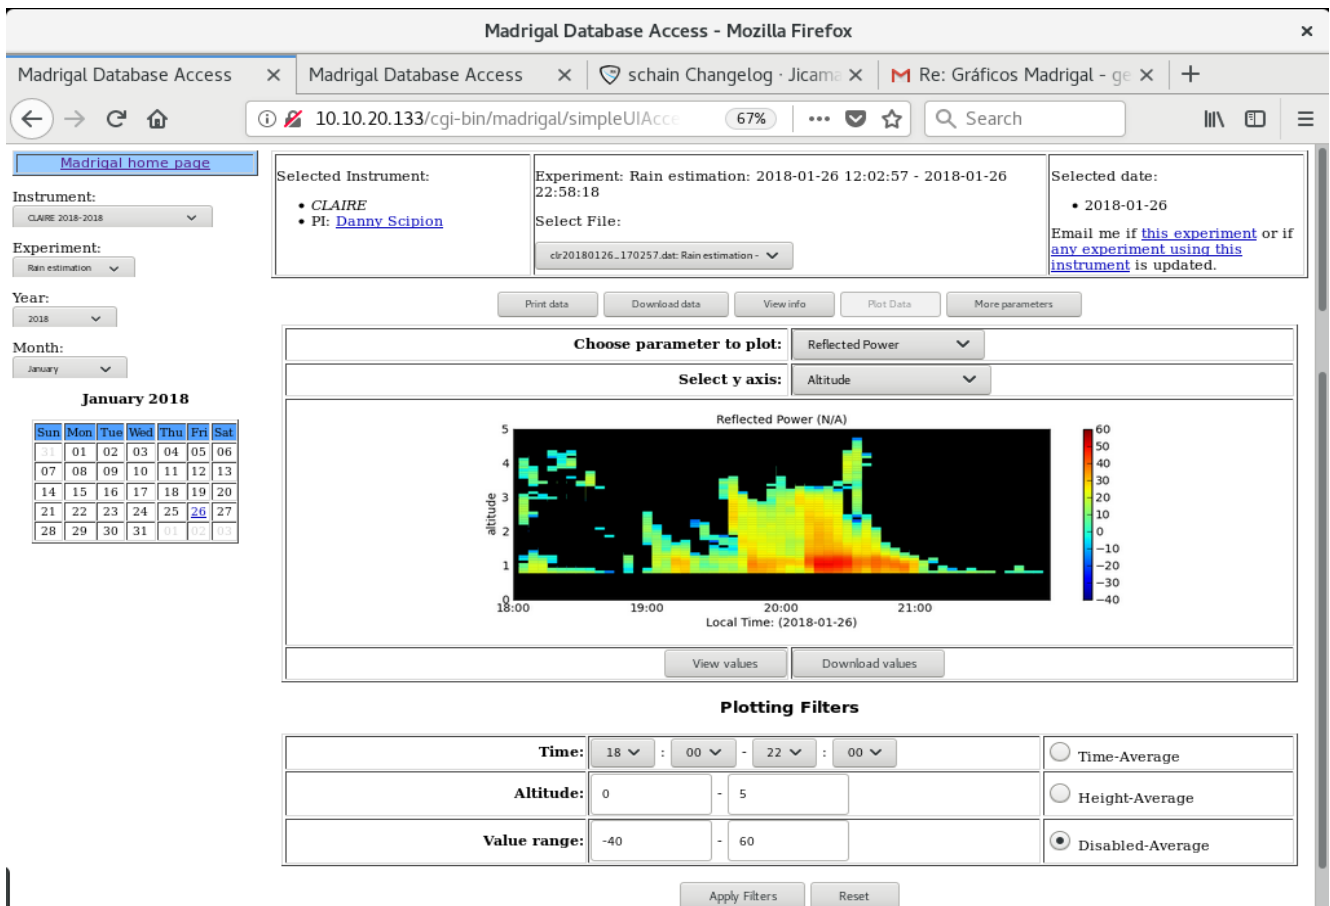 Madrigal Database Access - Mozilla Firefox
Madrigal Database Access
Madrigal Database Access
schain Changelog · Jicama
Re: Gráficos Madrigal - ge
10.10.20.133/cgi-bin/madrigal/simpleUIAcce
67%
Search
Madrigal home page
Instrument:
CLAIRE 2018-2018
Experiment:
Rain estimation
Year:
2018
Month:
January
January 2018
Sun Mon Tue Wed Thu Fri Sat
31 01 02 03 04 05 06
07 08 09 10 11 12 13
14 15 16 17 18 19 20
21 22 23 24 25 26 27
28 29 30 31 01 02 03
Selected Instrument:
• CLAIRE
• PI: Danny Scipion
Experiment: Rain estimation: 2018-01-26 12:02:57 - 2018-01-26
22:58:18
Select File:
clr20180126_170257.dat: Rain estimation -
Selected date:
• 2018-01-26
Email me if this experiment or if
any experiment using this
instrument is updated.
Print data
Download data
View info
Plot Data
More parameters
Choose parameter to plot:
Reflected Power
Select y axis:
Altitude
Reflected Power (N/A)
altitude
5
4
3
2
1
0
18:00 19:00 20:00 21:00
Local Time: (2018-01-26)
60
50
40
30
20
10
0
−10
−20
−30
−40
View values
Download values
Plotting Filters
Time: 18 : 00 - 22 : 00
Time-Average
Altitude: 0 - 5
Height-Average
Value range: -40 - 60
Disabled-Average
Apply Filters
Reset